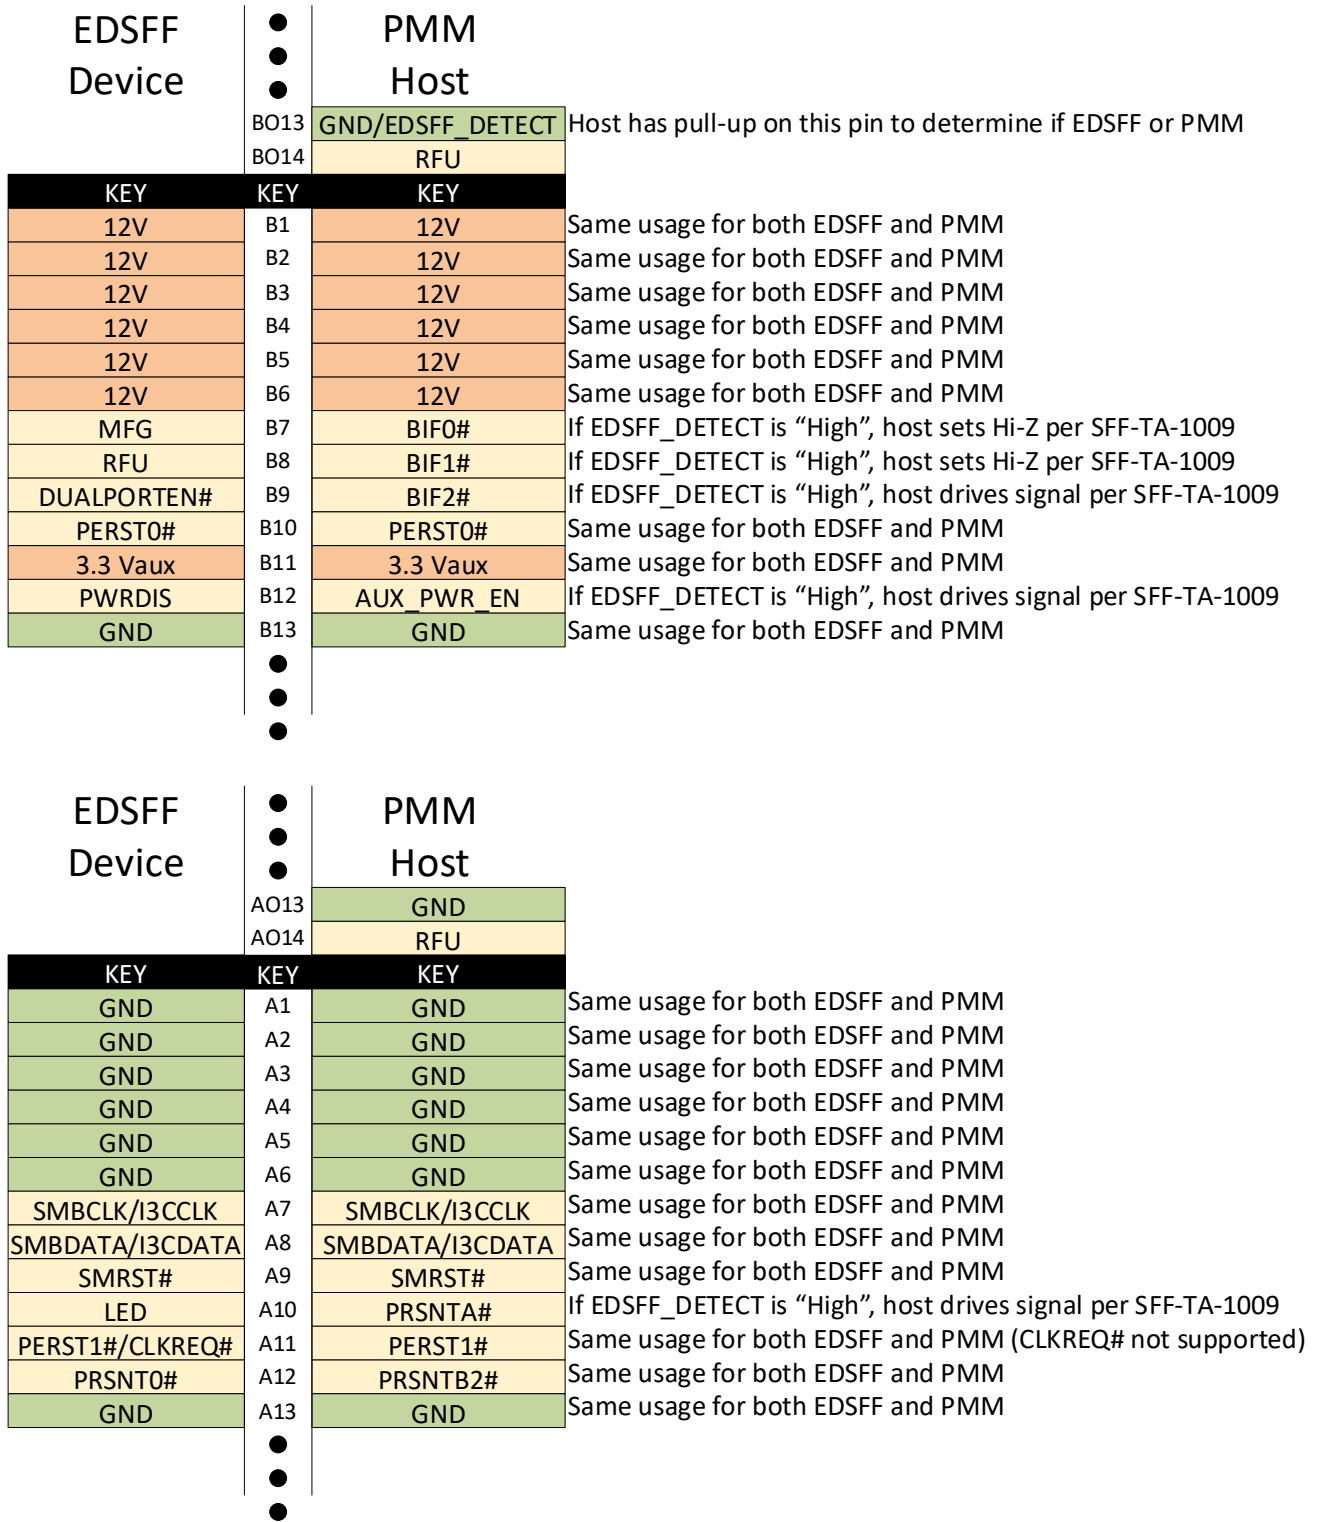 EDSFF Device
PMM Host
BO13 GND/EDSFF_DETECT Host has pull-up on this pin to determine if EDSFF or PMM
BO14 RFU
KEY KEY KEY
12V B1 12V Same usage for both EDSFF and PMM
12V B2 12V Same usage for both EDSFF and PMM
12V B3 12V Same usage for both EDSFF and PMM
12V B4 12V Same usage for both EDSFF and PMM
12V B5 12V Same usage for both EDSFF and PMM
12V B6 12V Same usage for both EDSFF and PMM
MFG B7 BIF0# If EDSFF_DETECT is “High”, host sets Hi-Z per SFF-TA-1009
RFU B8 BIF1# If EDSFF_DETECT is “High”, host sets Hi-Z per SFF-TA-1009
DUALPORTEN# B9 BIF2# If EDSFF_DETECT is “High”, host drives signal per SFF-TA-1009
PERST0# B10 PERST0# Same usage for both EDSFF and PMM
3.3 Vaux B11 3.3 Vaux Same usage for both EDSFF and PMM
PWRDIS B12 AUX_PWR_EN If EDSFF_DETECT is “High”, host drives signal per SFF-TA-1009
GND B13 GND Same usage for both EDSFF and PMM
EDSFF Device
PMM Host
AO13 GND
AO14 RFU
KEY KEY KEY
GND A1 GND Same usage for both EDSFF and PMM
GND A2 GND Same usage for both EDSFF and PMM
GND A3 GND Same usage for both EDSFF and PMM
GND A4 GND Same usage for both EDSFF and PMM
GND A5 GND Same usage for both EDSFF and PMM
GND A6 GND Same usage for both EDSFF and PMM
SMBCLK/I3CCLK A7 SMBCLK/I3CCLK Same usage for both EDSFF and PMM
SMBDATA/I3CDATA A8 SMBDATA/I3CDATA Same usage for both EDSFF and PMM
SMRST# A9 SMRST# Same usage for both EDSFF and PMM
LED A10 PRSNTA# If EDSFF_DETECT is “High”, host drives signal per SFF-TA-1009
PERST1#/CLKREQ# A11 PERST1# Same usage for both EDSFF and PMM (CLKREQ# not supported)
PRSNT0# A12 PRSNTB2# Same usage for both EDSFF and PMM
GND A13 GND Same usage for both EDSFF and PMM